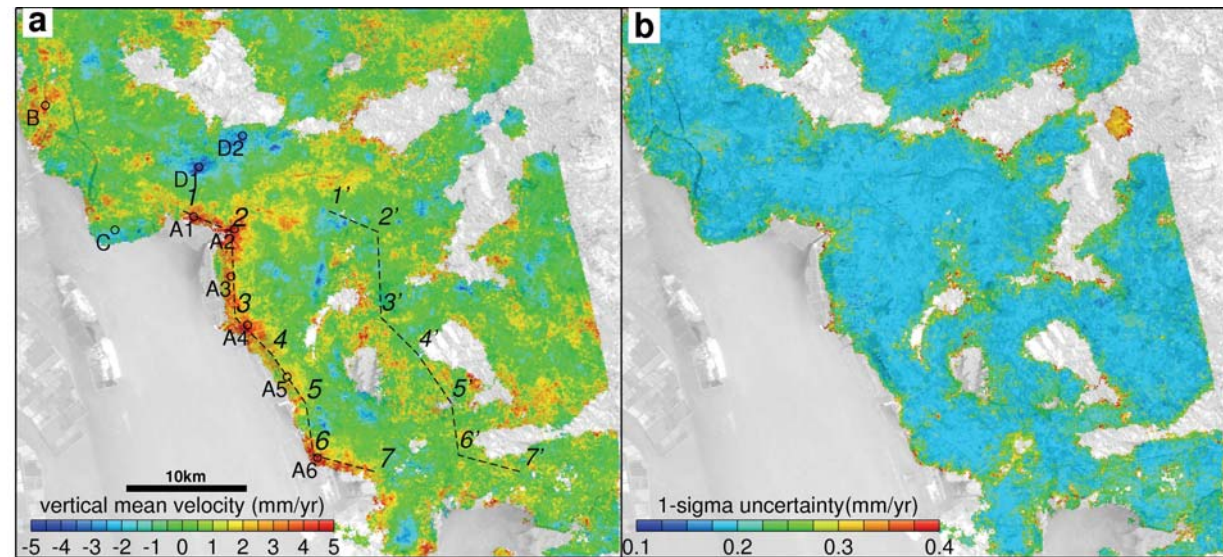 a
B
D2
D1
1
A1
2
A2
C
1'
2'
A3
3
A4
3'
4
4'
A5
5
5'
6
A6
6'
7
7'
10km
vertical mean velocity (mm/yr)
-5 -4 -3 -2 -1 0 1 2 3 4 5
b
1-sigma uncertainty(mm/yr)
0.1 0.2 0.3 0.4